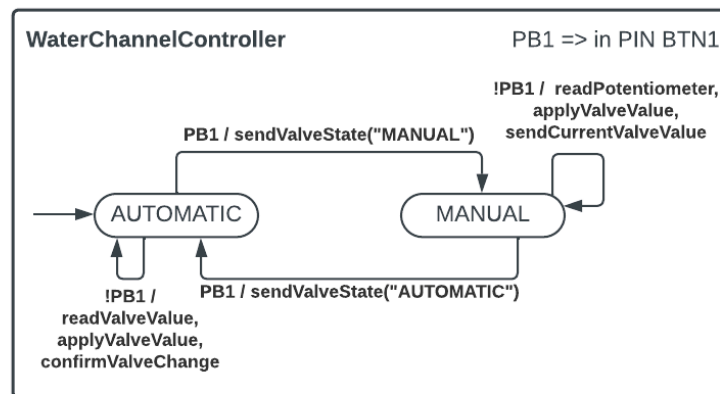 WaterChannelController
PB1 => in PIN BTN1
!PB1 / readPotentiometer,
applyValveValue,
sendCurrentValveValue
PB1 / sendValveState("MANUAL")
AUTOMATIC
MANUAL
PB1 / sendValveState("AUTOMATIC")
!PB1 /
readValveValue,
applyValveValue,
confirmValveChange